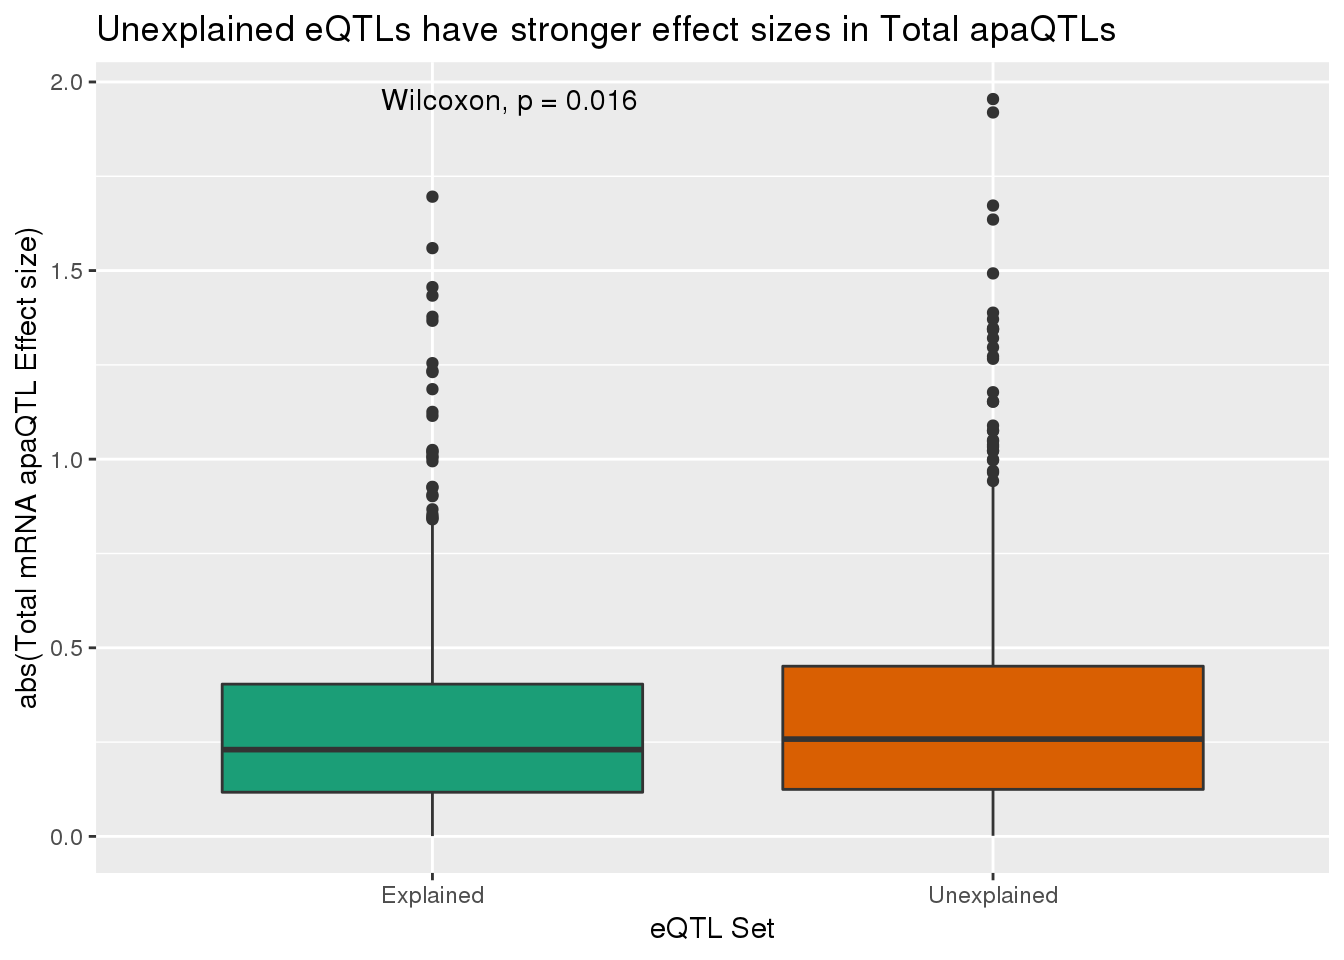 Unexplained eQTLs have stronger effect sizes in Total apaQTLs
2.0
Wilcoxon, p = 0.016
1.5
1.0
0.5
0.0
abs(Total mRNA apaQTL Effect size)
Explained
Unexplained
eQTL Set